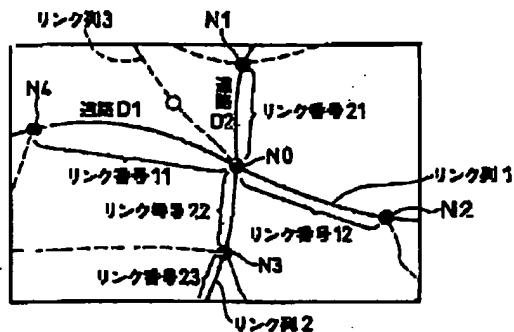 リンク列3
N1
N4
道路D1
道路
D2
リンク番号21
N0
リンク列1
リンク番号11
リンク番号22
N2
リンク番号12
N3
リンク番号23
リンク列2